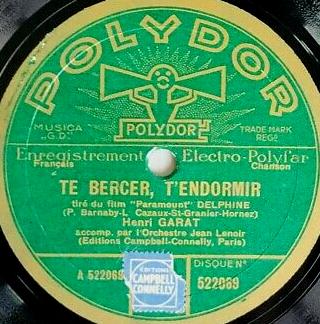 POLYDOR
MUSICA
"G.D."
POLYDOR
TRADE-MARK
REGD
Enregistrement Electro-Polyfar
Français Chanson
TE BERCER, T'ENDORMIR
tiré du film "Paramount" DELPHINE
(P. Barnaby-L. Cazaux-St-Granier-Hornez)
Henri GARAT
accomp. par l'Orchestre Jean Lenoir
(Editions Campbell-Connelly, Paris)
A 522069
EDITIONS
CAMPBELL
CONNELLY
DISQUE No
522069